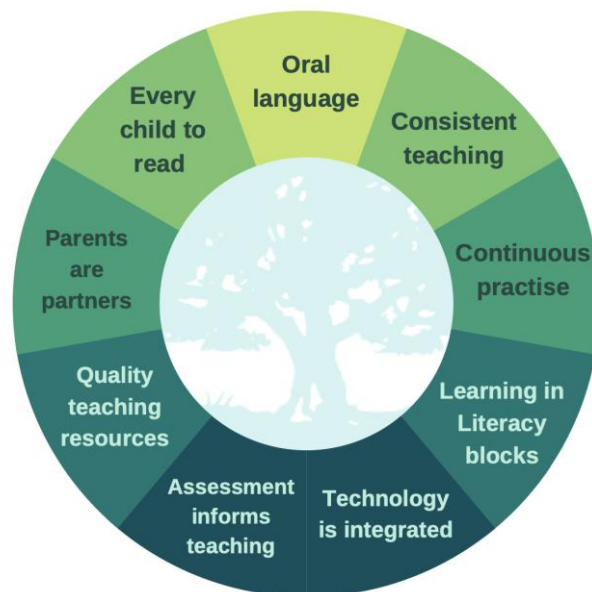 Oral
language
Consistent
teaching
Continuous
practise
Learning in
Literacy
blocks
Technology
is integrated
Assessment
informs
teaching
Quality
teaching
resources
Parents
are
partners
Every
child to
read